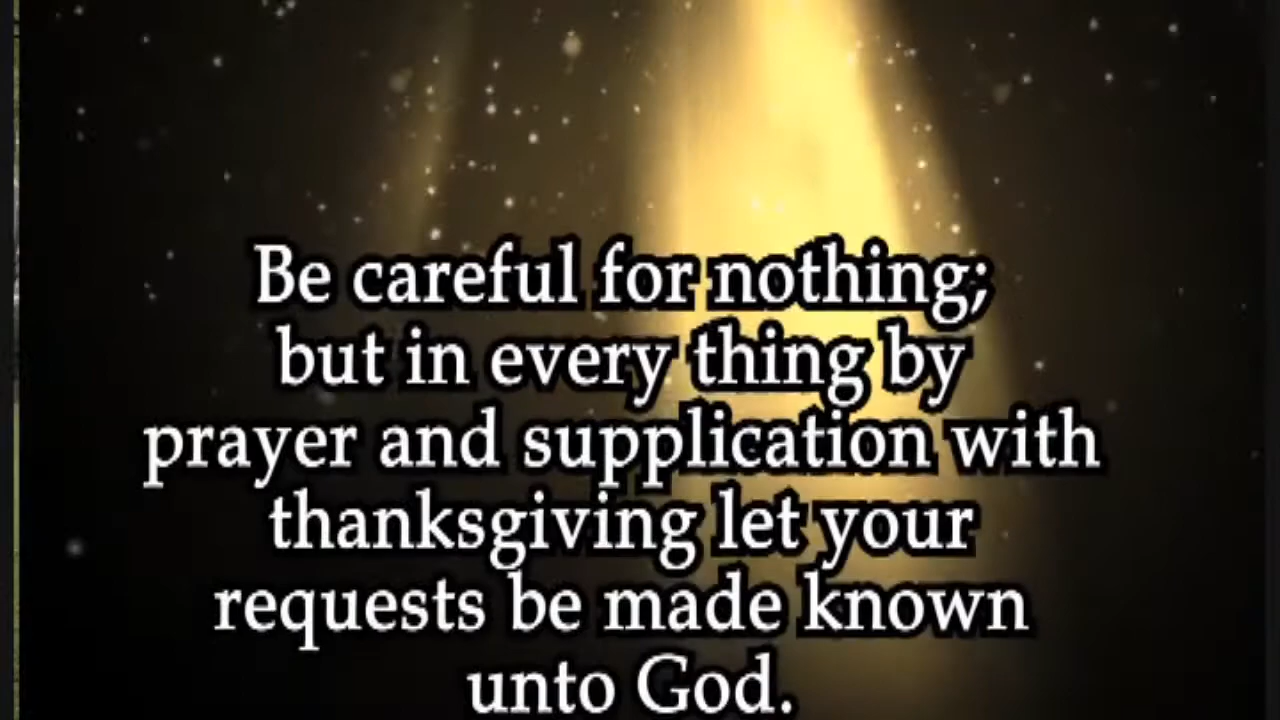 Be careful for nothing;
but in every thing by
prayer and supplication with
thanksgiving let your
requests be made known
unto God.